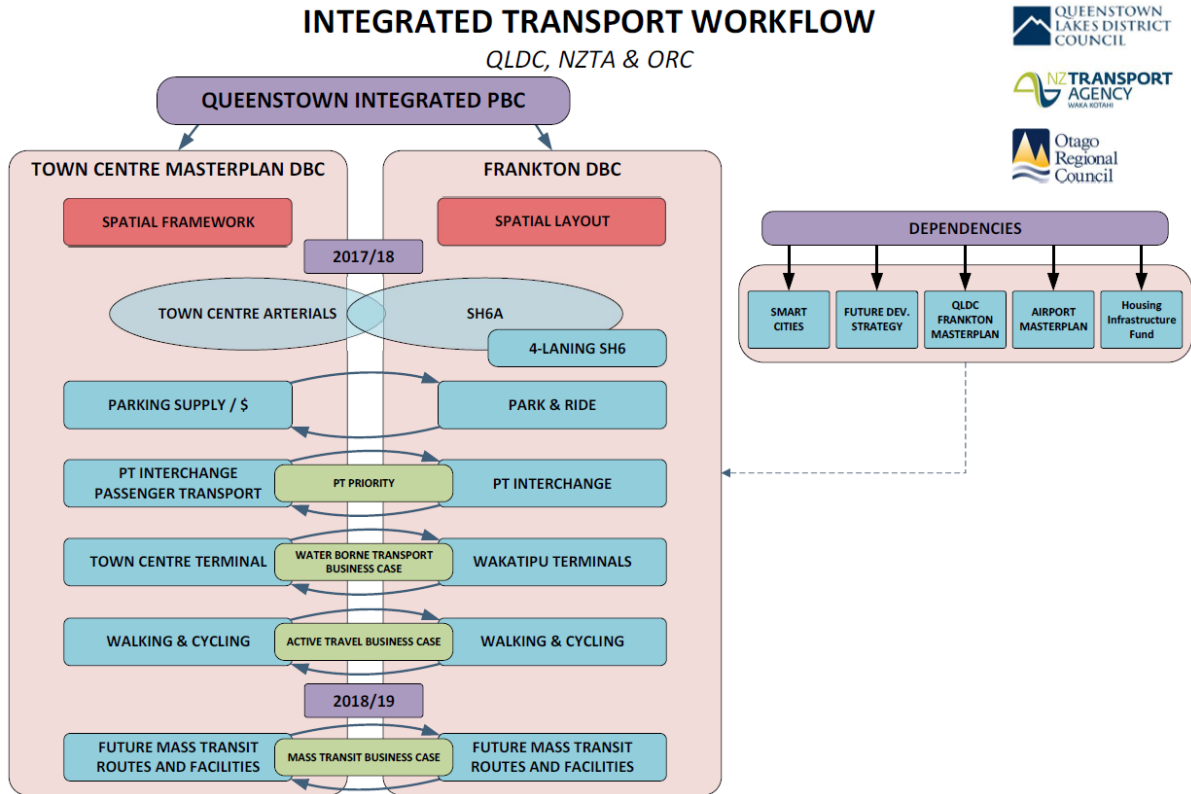 INTEGRATED TRANSPORT WORKFLOW
QLDC, NZTA & ORC
QUEENSTOWN
LAKES DISTRICT
COUNCIL
NZ TRANSPORT
AGENCY
WAKA KOTAHI
Otago
Regional
Council
QUEENSTOWN INTEGRATED PBC
TOWN CENTRE MASTERPLAN DBC
FRANKTON DBC
SPATIAL FRAMEWORK
SPATIAL LAYOUT
2017/18
TOWN CENTRE ARTERIALS
SH6A
4-LANING SH6
PARKING SUPPLY / $
PARK & RIDE
PT INTERCHANGE
PASSENGER TRANSPORT
PT PRIORITY
PT INTERCHANGE
TOWN CENTRE TERMINAL
WATER BORNE TRANSPORT
BUSINESS CASE
WAKATIPU TERMINALS
WALKING & CYCLING
ACTIVE TRAVEL BUSINESS CASE
WALKING & CYCLING
2018/19
FUTURE MASS TRANSIT
ROUTES AND FACILITIES
MASS TRANSIT BUSINESS CASE
FUTURE MASS TRANSIT
ROUTES AND FACILITIES
DEPENDENCIES
SMART
CITIES
FUTURE DEV.
STRATEGY
QLDC
FRANKTON
MASTERPLAN
AIRPORT
MASTERPLAN
Housing
Infrastructure
Fund